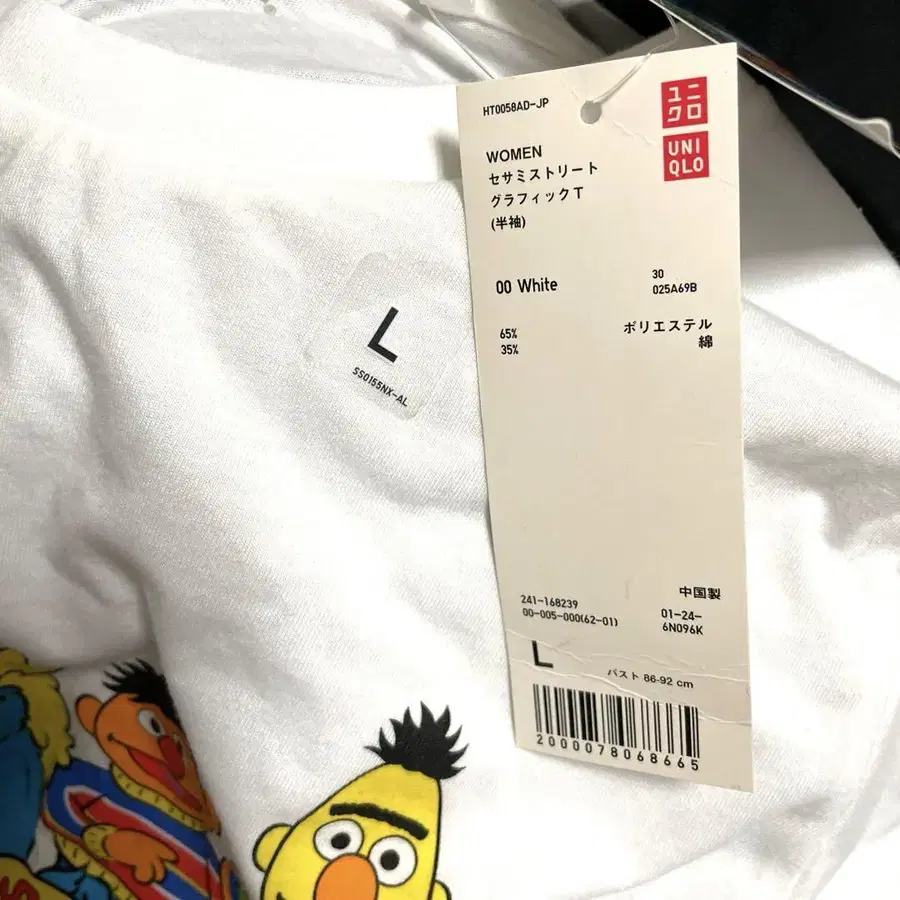 HT0058AD-JP
ユニ
クロ
UNI
QLO
WOMEN
セサミストリート
グラフィックT
(半袖)
00 White
30
025A69B
65% ポリエステル
35% 綿
L
SS0155NX-AL
中国製
241-168239
00-005-000(62-01)
01-24-
6N096K
L
バスト 86-92 cm
2000078068665